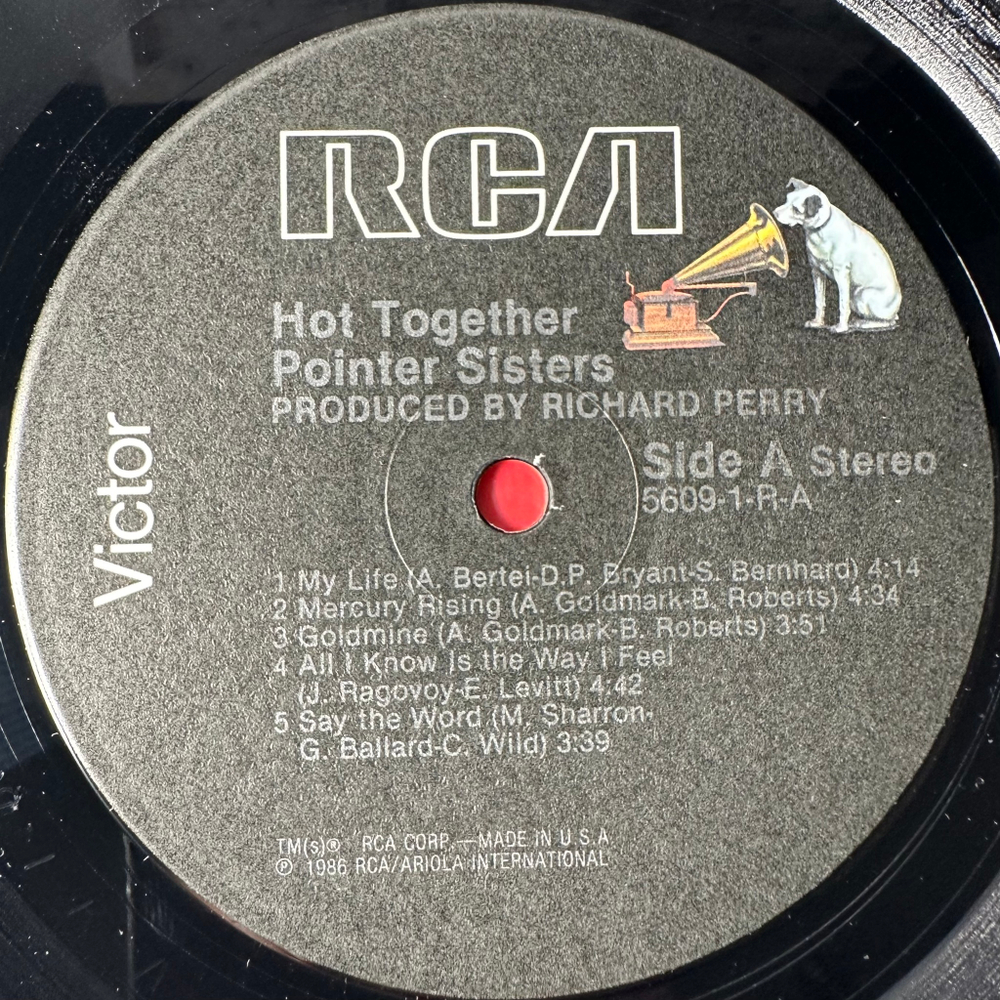 RCA
Hot Together
Pointer Sisters
PRODUCED BY RICHARD PERRY
Victor
Side A Stereo
5609-1-R-A
1 My Life (A. Bertei-D.P. Bryant-S. Bernhard) 4:14
2 Mercury Rising (A. Goldmark-B. Roberts) 4:34
3 Goldmine (A. Goldmark-B. Roberts) 3:51
4 All I Know Is the Way I Feel
(J. Ragovoy-E. Levitt) 4:42
5 Say the Word (M. Sharron-
G. Ballard-C. Wild) 3:39
TM(s)® RCA CORP.—MADE IN U.S.A
℗ 1986 RCA/ARIOLA INTERNATIONAL